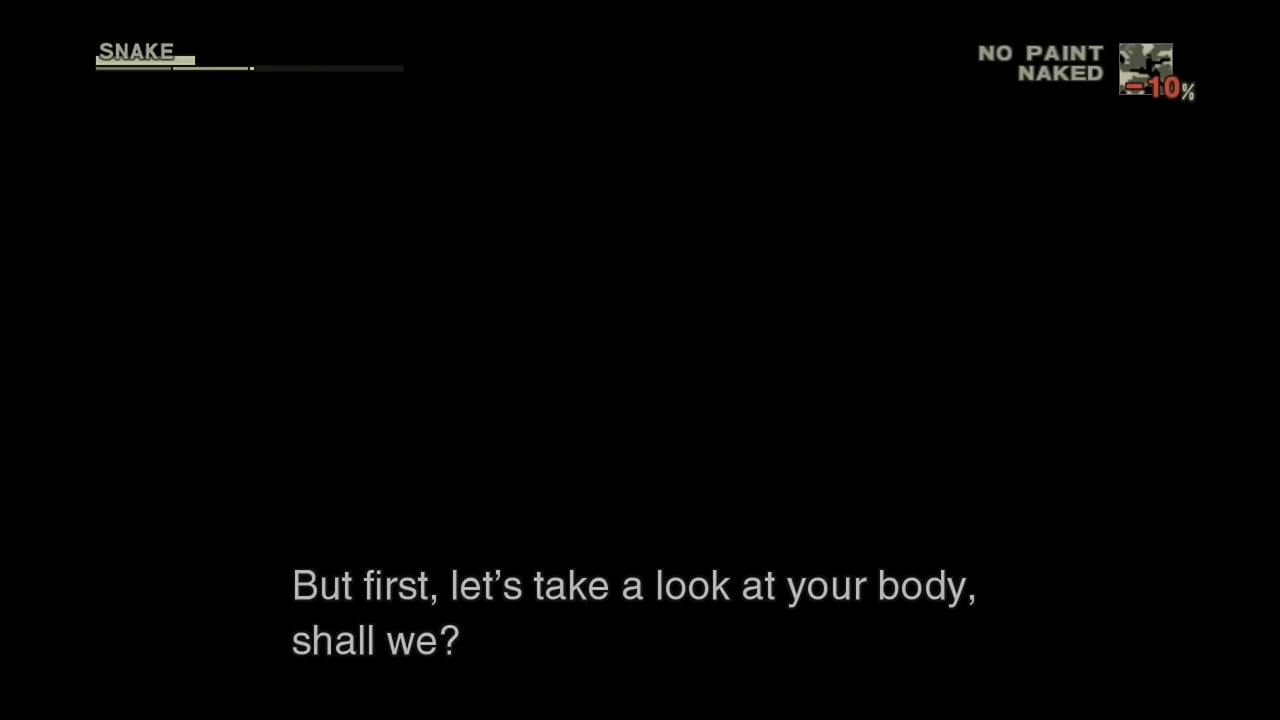 SNAKE
NO PAINT
NAKED
-10%
But first, let's take a look at your body,
shall we?